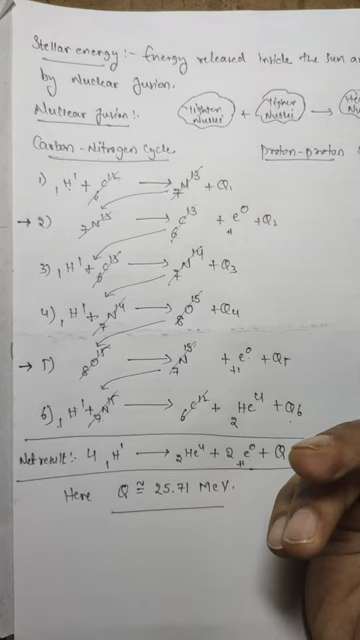 Stellar energy :- Energy released inside the sun a
by Nuclear fusion.
Nuclear fusion :- Lighter Nuclei + Lighter Nuclei → He
Carbon-Nitrogen Cycle Proton-proton C
1) ₁H¹ + ₆C¹² → ₇N¹³ + Q₁
→ 2) ₇N¹³ → ₆C¹³ + ₊₁e⁰ + Q₂
3) ₁H¹ + ₆C¹³ → ₇N¹⁴ + Q₃
4) ₁H¹ + ₇N¹⁴ → ₈O¹⁵ + Q₄
→ 5) ₈O¹⁵ → ₇N¹⁵ + ₊₁e⁰ + Q₅
6) ₁H¹ + ₇N¹⁵ → ₆C¹² + ₂He⁴ + Q₆
Net result :- 4 ₁H¹ → ₂He⁴ + 2 ₊₁e⁰ + Q
Here Q ≅ 25.71 MeV.